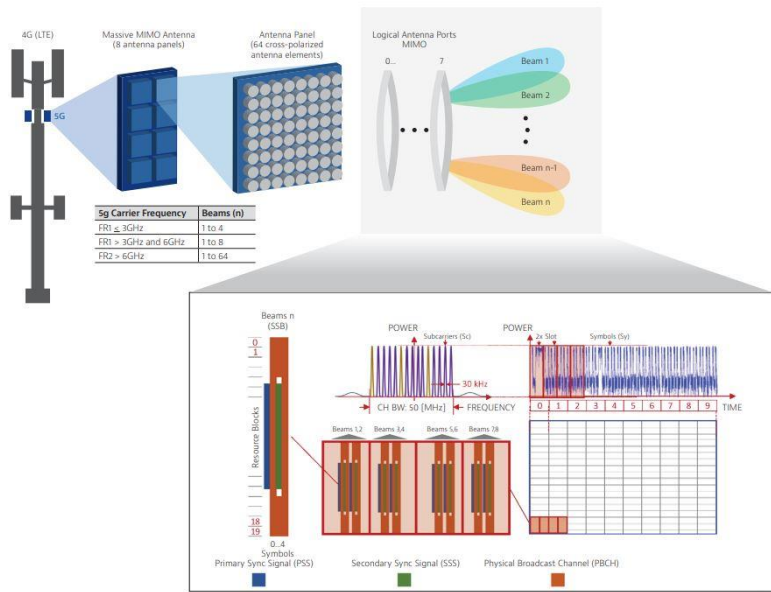 4G (LTE)
5G
Massive MIMO Antenna
(8 antenna panels)
Antenna Panel
(64 cross-polarized
antenna elements)
Logical Antenna Ports
MIMO
0... 7
Beam 1
Beam 2
Beam n-1
Beam n
5g Carrier Frequency Beams (n)
FR1 ≤ 3GHz 1 to 4
FR1 > 3GHz and 6GHz 1 to 8
FR2 > 6GHz 1 to 64
Beams n
(SSB)
0
1
Resource Blocks
18
19
0...4
Symbols
POWER
Subcarriers (Sc)
30 kHz
CH BW: 50 [MHz] FREQUENCY
POWER
2x Slot Symbols (Sy)
0 1 2 3 4 5 6 7 8 9 TIME
Beams 1,2 Beams 3,4 Beams 5,6 Beams 7,8
Primary Sync Signal (PSS) Secondary Sync Signal (SSS) Physical Broadcast Channel (PBCH)